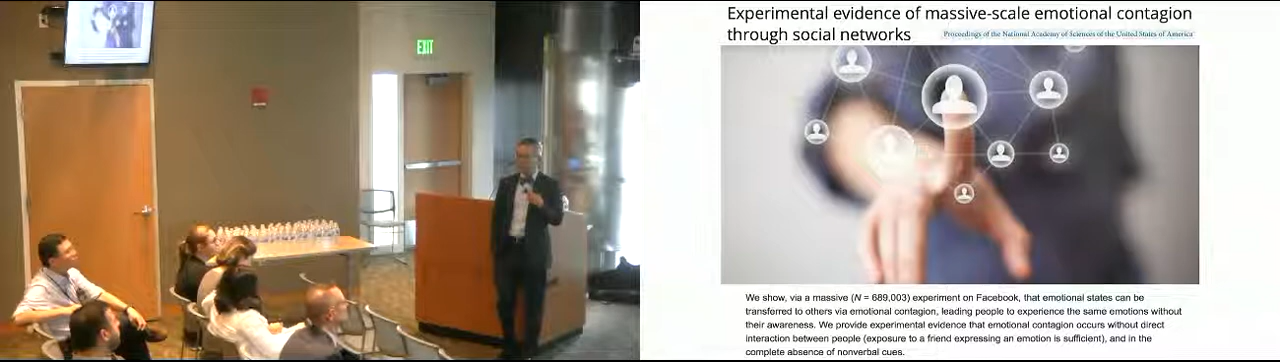 EXIT
Experimental evidence of massive-scale emotional contagion
through social networks
Proceedings of the National Academy of Sciences of the United States of America
We show, via a massive (N = 689,003) experiment on Facebook, that emotional states can be
transferred to others via emotional contagion, leading people to experience the same emotions without
their awareness. We provide experimental evidence that emotional contagion occurs without direct
interaction between people (exposure to a friend expressing an emotion is sufficient), and in the
complete absence of nonverbal cues.